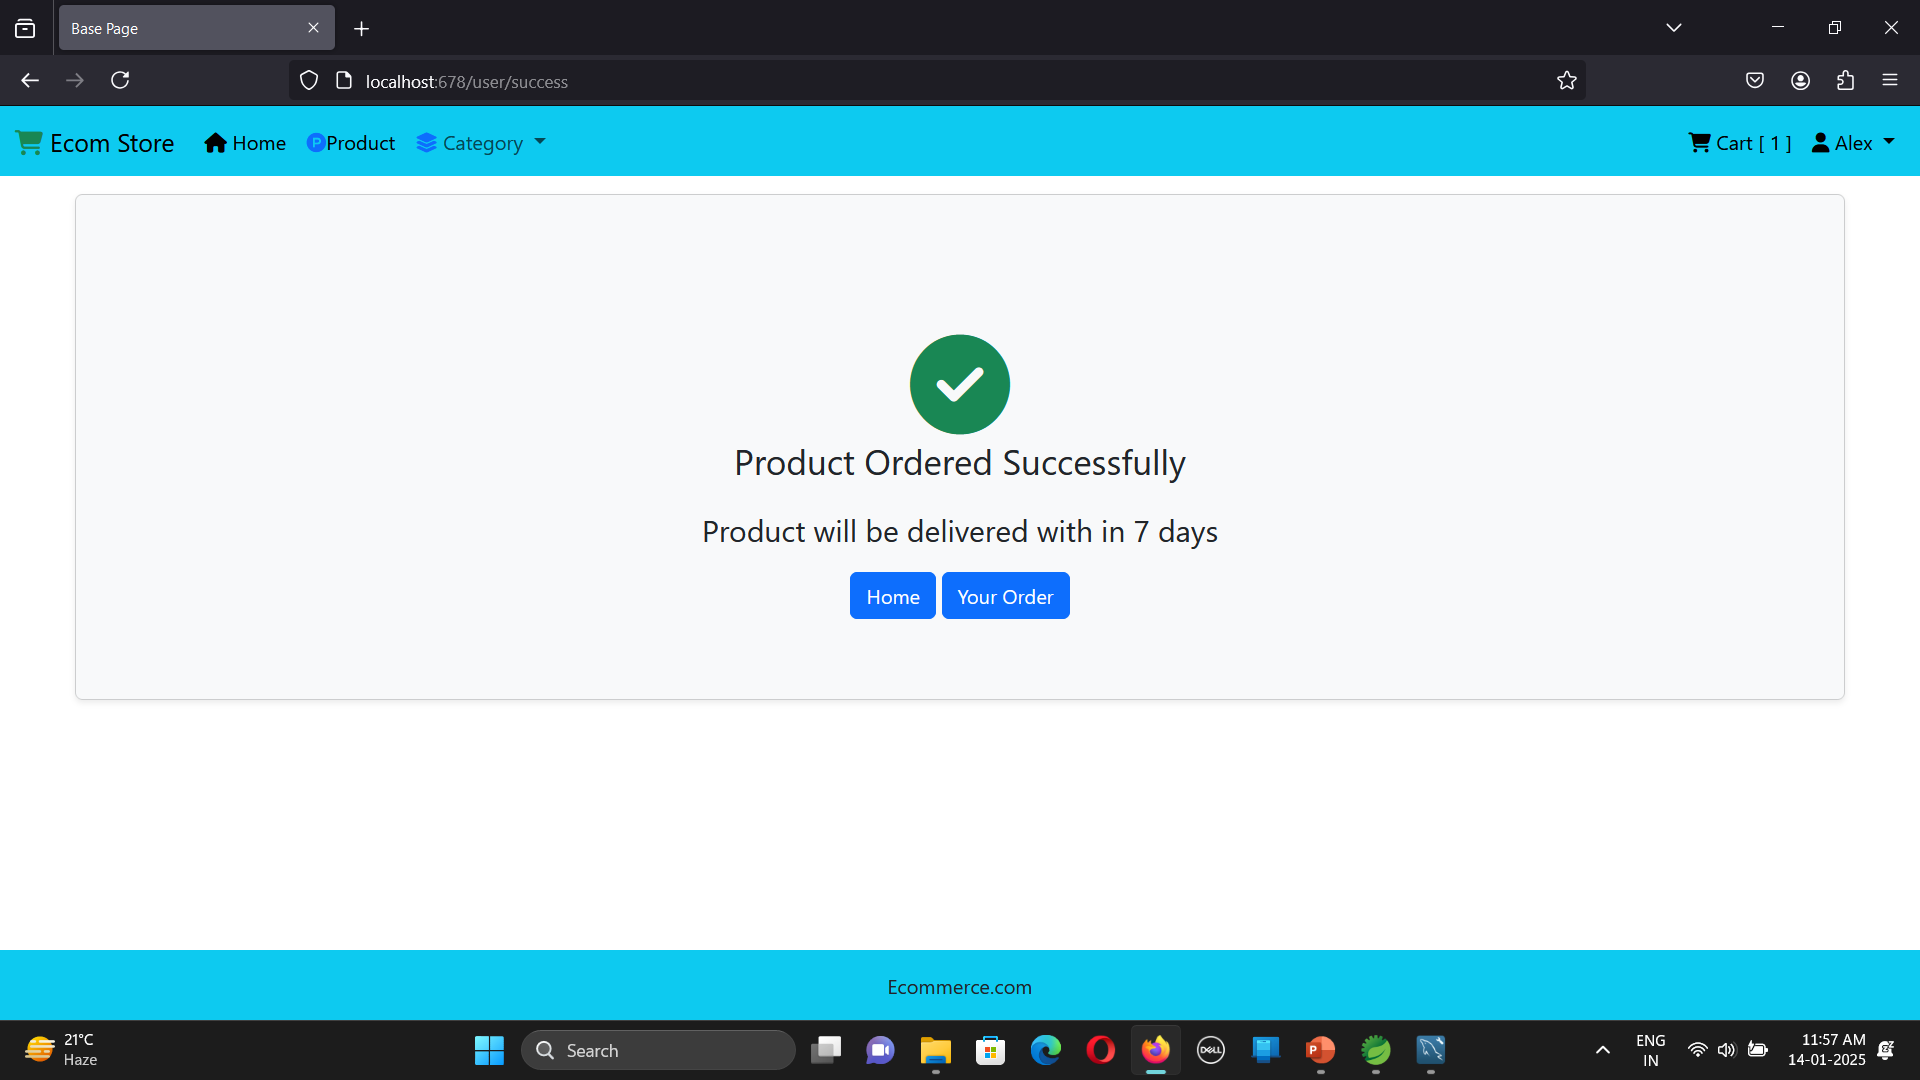 Base Page
localhost:678/user/success
Ecom Store Home Product Category Cart [ 1 ] Alex
Product Ordered Successfully
Product will be delivered with in 7 days
Home Your Order
Ecommerce.com
21°C
Haze
Search
DELL
ENG
IN
11:57 AM
14-01-2025